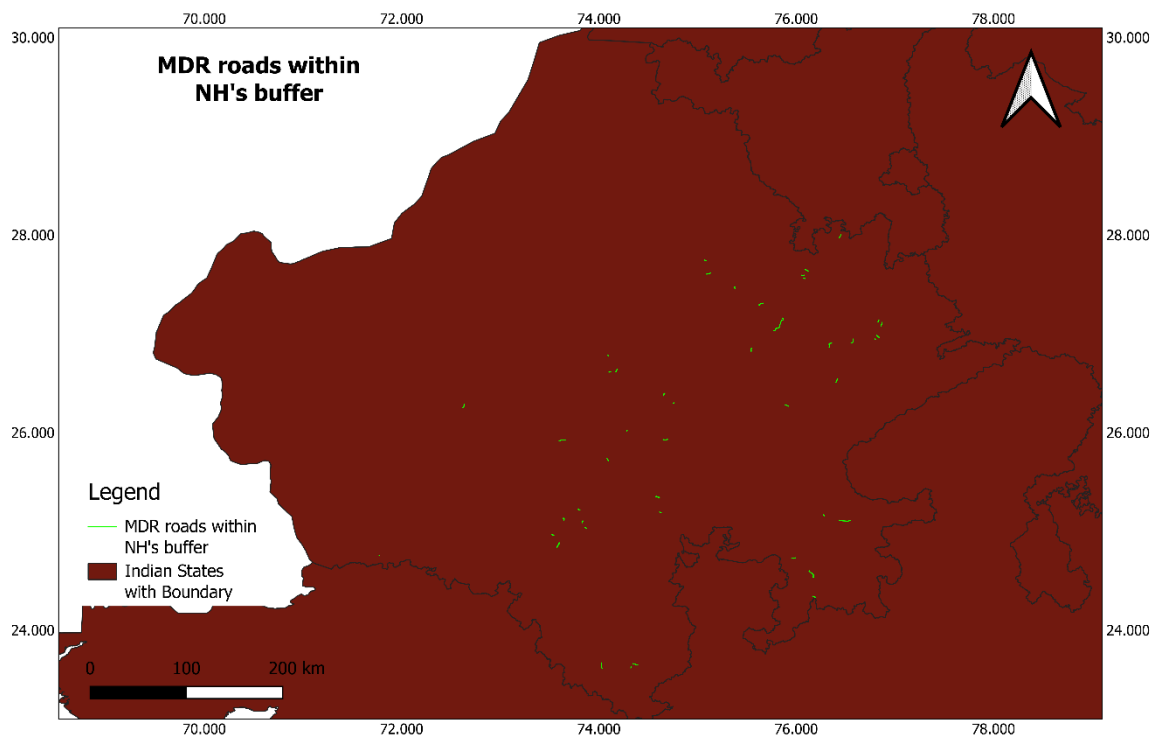 70.000 72.000 74.000 76.000 78.000
30.000 30.000
MDR roads within
NH's buffer
28.000 28.000
26.000 26.000
Legend
MDR roads within
NH's buffer
Indian States
with Boundary
24.000 24.000
0 100 200 km
70.000 72.000 74.000 76.000 78.000